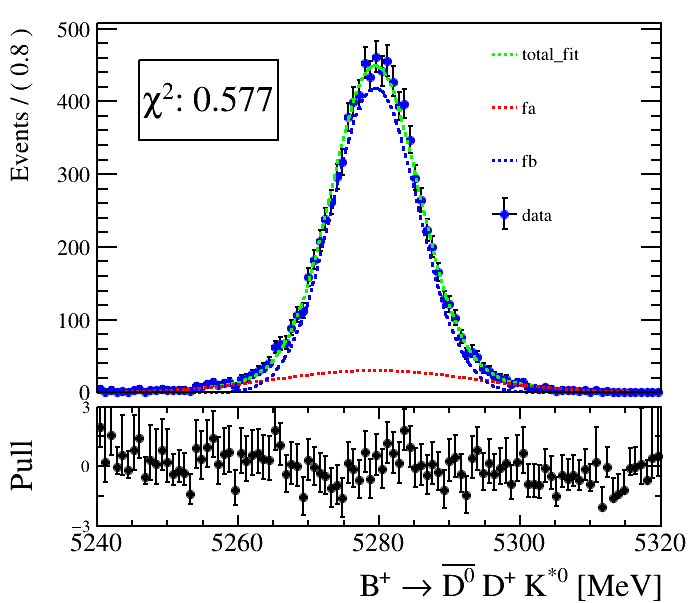 500
400
300
200
100
0
Events / ( 0.8 )
χ²: 0.577
total_fit
fa
fb
data
3
0
−3
Pull
5240 5260 5280 5300 5320
B⁺ → D̅⁰ D⁺ K*⁰ [MeV]